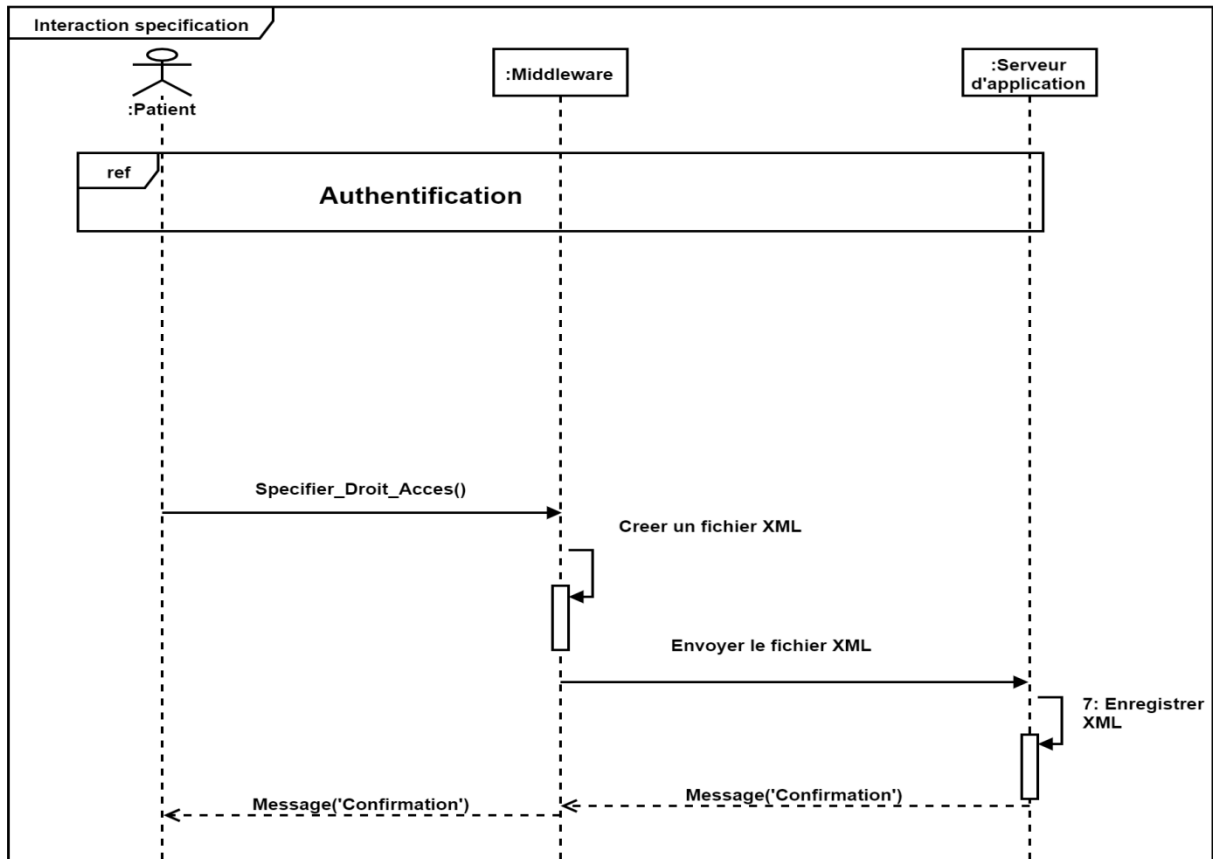 Interaction specification
:Patient
:Middleware
:Serveur
d'application
ref
Authentification
Specifier_Droit_Acces()
Creer un fichier XML
Envoyer le fichier XML
7: Enregistrer
XML
Message('Confirmation')
Message('Confirmation')